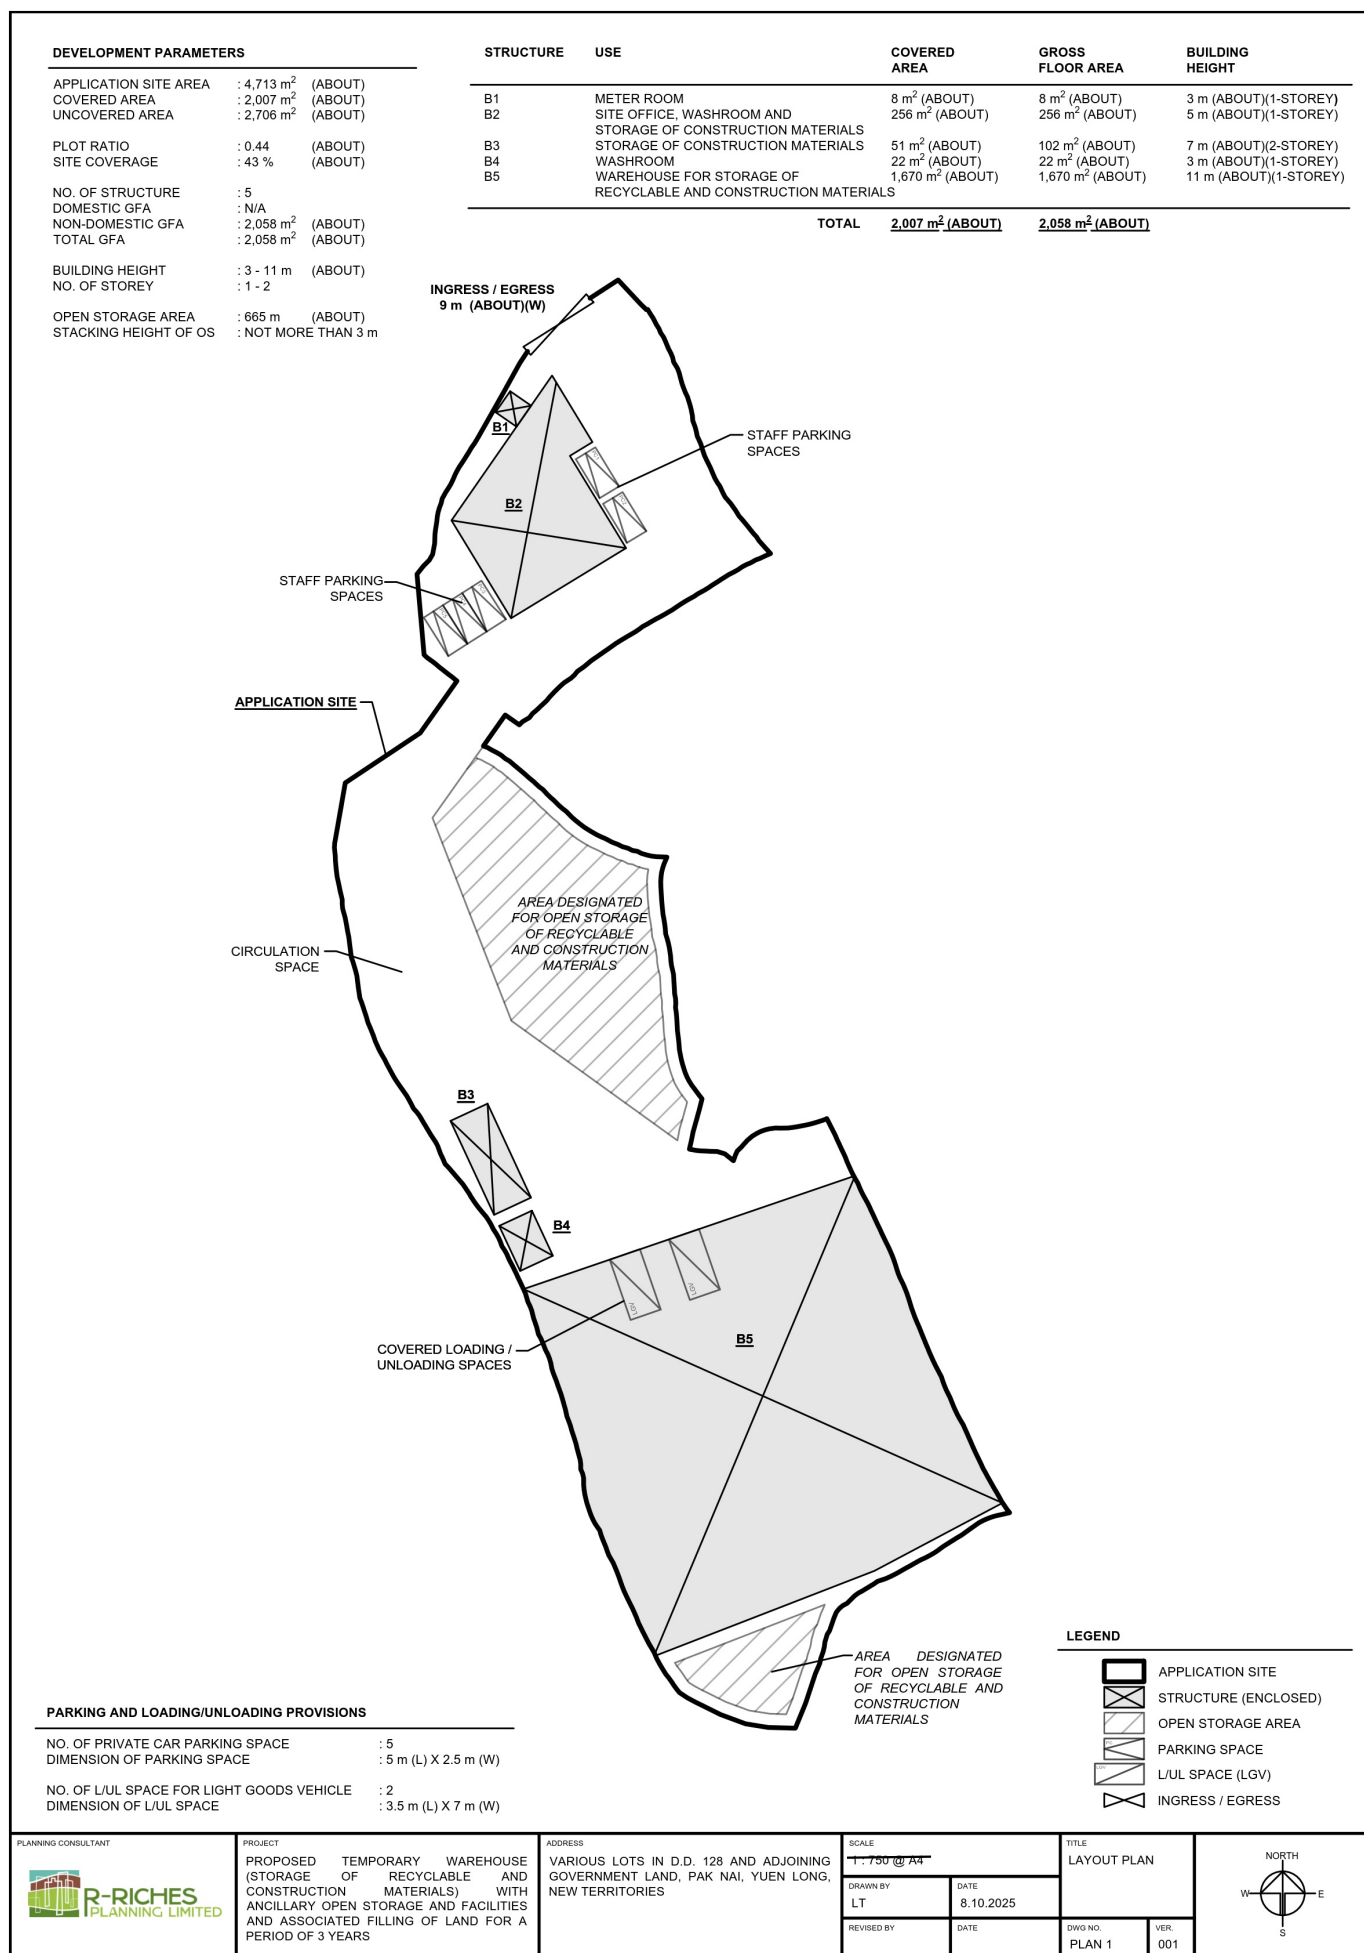 DEVELOPMENT PARAMETERS
APPLICATION SITE AREA : 4,713 m² (ABOUT)
COVERED AREA : 2,007 m² (ABOUT)
UNCOVERED AREA : 2,706 m² (ABOUT)
PLOT RATIO : 0.44 (ABOUT)
SITE COVERAGE : 43 % (ABOUT)
NO. OF STRUCTURE : 5
DOMESTIC GFA : N/A
NON-DOMESTIC GFA : 2,058 m² (ABOUT)
TOTAL GFA : 2,058 m² (ABOUT)
BUILDING HEIGHT : 3 - 11 m (ABOUT)
NO. OF STOREY : 1 - 2
OPEN STORAGE AREA : 665 m (ABOUT)
STACKING HEIGHT OF OS : NOT MORE THAN 3 m
STRUCTURE USE COVERED AREA GROSS FLOOR AREA BUILDING HEIGHT
B1 METER ROOM 8 m² (ABOUT) 8 m² (ABOUT) 3 m (ABOUT)(1-STOREY)
B2 SITE OFFICE, WASHROOM AND 256 m² (ABOUT) 256 m² (ABOUT) 5 m (ABOUT)(1-STOREY)
STORAGE OF CONSTRUCTION MATERIALS
B3 STORAGE OF CONSTRUCTION MATERIALS 51 m² (ABOUT) 102 m² (ABOUT) 7 m (ABOUT)(2-STOREY)
B4 WASHROOM 22 m² (ABOUT) 22 m² (ABOUT) 3 m (ABOUT)(1-STOREY)
B5 WAREHOUSE FOR STORAGE OF 1,670 m² (ABOUT) 1,670 m² (ABOUT) 11 m (ABOUT)(1-STOREY)
RECYCLABLE AND CONSTRUCTION MATERIALS
TOTAL 2,007 m² (ABOUT) 2,058 m² (ABOUT)
INGRESS / EGRESS
9 m (ABOUT)(W)
B1
STAFF PARKING
SPACES
B2
STAFF PARKING
SPACES
APPLICATION SITE
AREA DESIGNATED
FOR OPEN STORAGE
OF RECYCLABLE
AND CONSTRUCTION
MATERIALS
CIRCULATION
SPACE
B3
B4
LGV
LGV
B5
COVERED LOADING /
UNLOADING SPACES
AREA DESIGNATED
FOR OPEN STORAGE
OF RECYCLABLE AND
CONSTRUCTION
MATERIALS
LEGEND
APPLICATION SITE
STRUCTURE (ENCLOSED)
OPEN STORAGE AREA
PARKING SPACE
L/UL SPACE (LGV)
INGRESS / EGRESS
PARKING AND LOADING/UNLOADING PROVISIONS
NO. OF PRIVATE CAR PARKING SPACE : 5
DIMENSION OF PARKING SPACE : 5 m (L) X 2.5 m (W)
NO. OF L/UL SPACE FOR LIGHT GOODS VEHICLE : 2
DIMENSION OF L/UL SPACE : 3.5 m (L) X 7 m (W)
PLANNING CONSULTANT
R-RICHES
PLANNING LIMITED
PROJECT
PROPOSED TEMPORARY WAREHOUSE
(STORAGE OF RECYCLABLE AND
CONSTRUCTION MATERIALS) WITH
ANCILLARY OPEN STORAGE AND FACILITIES
AND ASSOCIATED FILLING OF LAND FOR A
PERIOD OF 3 YEARS
ADDRESS
VARIOUS LOTS IN D.D. 128 AND ADJOINING
GOVERNMENT LAND, PAK NAI, YUEN LONG,
NEW TERRITORIES
SCALE
1 : 750 @ A4
DRAWN BY
LT
DATE
8.10.2025
REVISED BY
DATE
TITLE
LAYOUT PLAN
DWG NO.
PLAN 1
VER.
001
NORTH
W
E
S